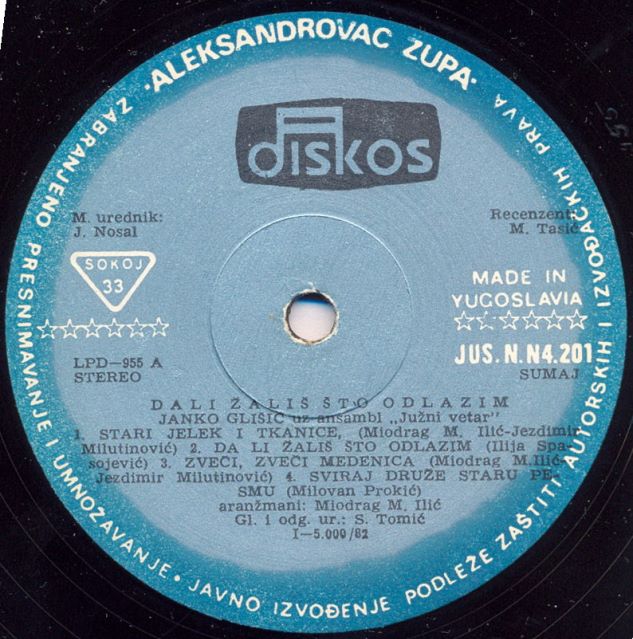 ·ALEKSANDROVAC ŽUPA·
ZABRANJENO PRESNIMAVANJE I UMNOŽAVANJE • JAVNO IZVOĐENJE PODLEŽE ZAŠTITI AUTORSKIH I IZVOĐAČKIH PRAVA
diskos
M. urednik:
J. Nosal
Recenzent:
M. Tasić
SOKOJ
33
MADE IN
YUGOSLAVIA
LPD—955 A
STEREO
JUS. N.N4.201
SUMAJ
DALI ŽALIŠ ŠTO ODLAZIM
JANKO GLIŠIĆ uz ansambl „Južni vetar"
1. STARI JELEK I TKANICE, (Miodrag M. Ilić-Jezdimir
Milutinović) 2. DA LI ŽALIŠ ŠTO ODLAZIM (Ilija Spa-
sojević) 3. ZVEČI, ZVEČI MEDENICA (Miodrag M.Ilić-
Jezdimir Milutinović) 4. SVIRAJ DRUŽE STARU PE-
SMU (Milovan Prokić)
aranžmani: Miodrag M. Ilić
Gl. i odg. ur.: S. Tomić
I—5.000/82